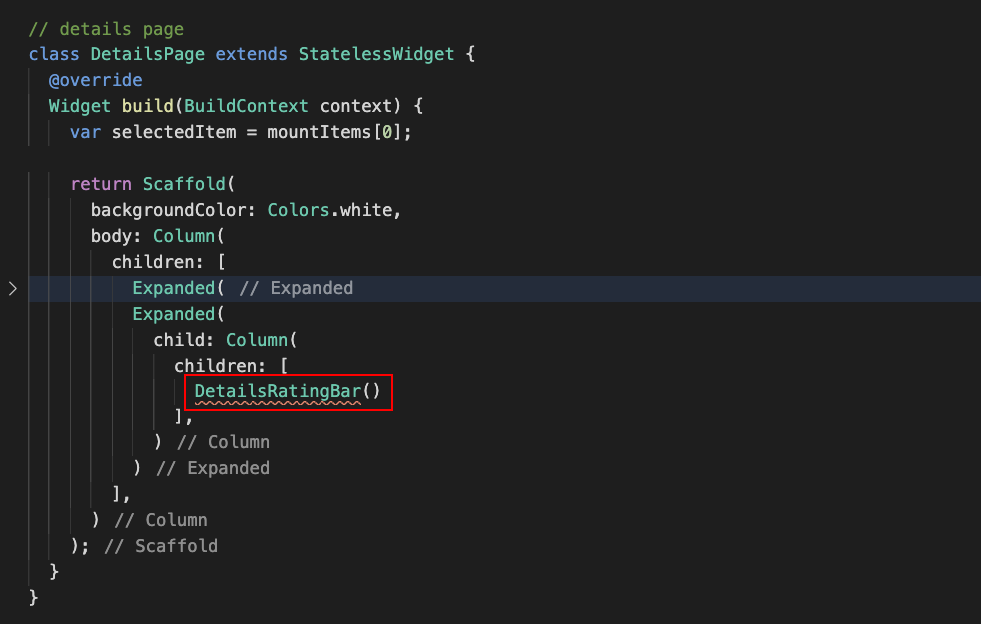 // details page
class DetailsPage extends StatelessWidget {
  @override
  Widget build(BuildContext context) {
    var selectedItem = mountItems[0];

    return Scaffold(
      backgroundColor: Colors.white,
      body: Column(
        children: [
          Expanded( // Expanded
          Expanded(
            child: Column(
              children: [
                DetailsRatingBar()
              ],
            ) // Column
          ) // Expanded
        ],
      ) // Column
    ); // Scaffold
  }
}